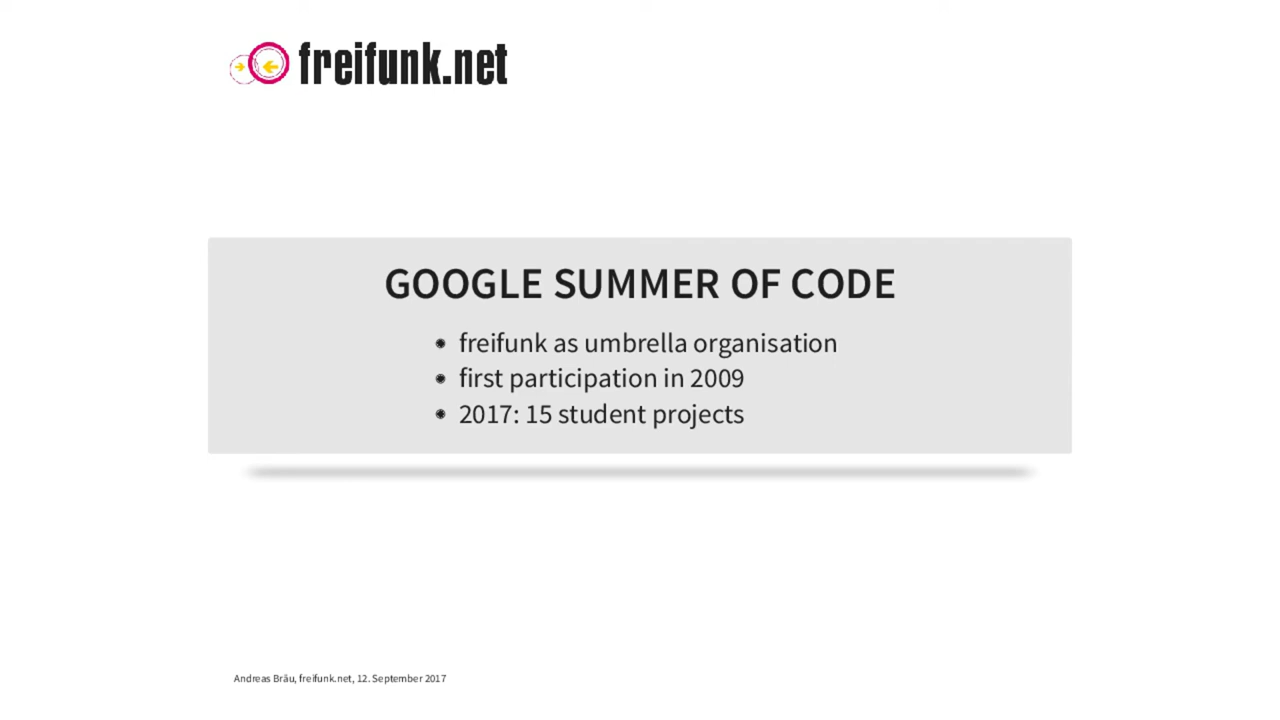 freifunk.net
GOOGLE SUMMER OF CODE
freifunk as umbrella organisation
first participation in 2009
2017: 15 student projects
Andreas Bräu, freifunk.net, 12. September 2017